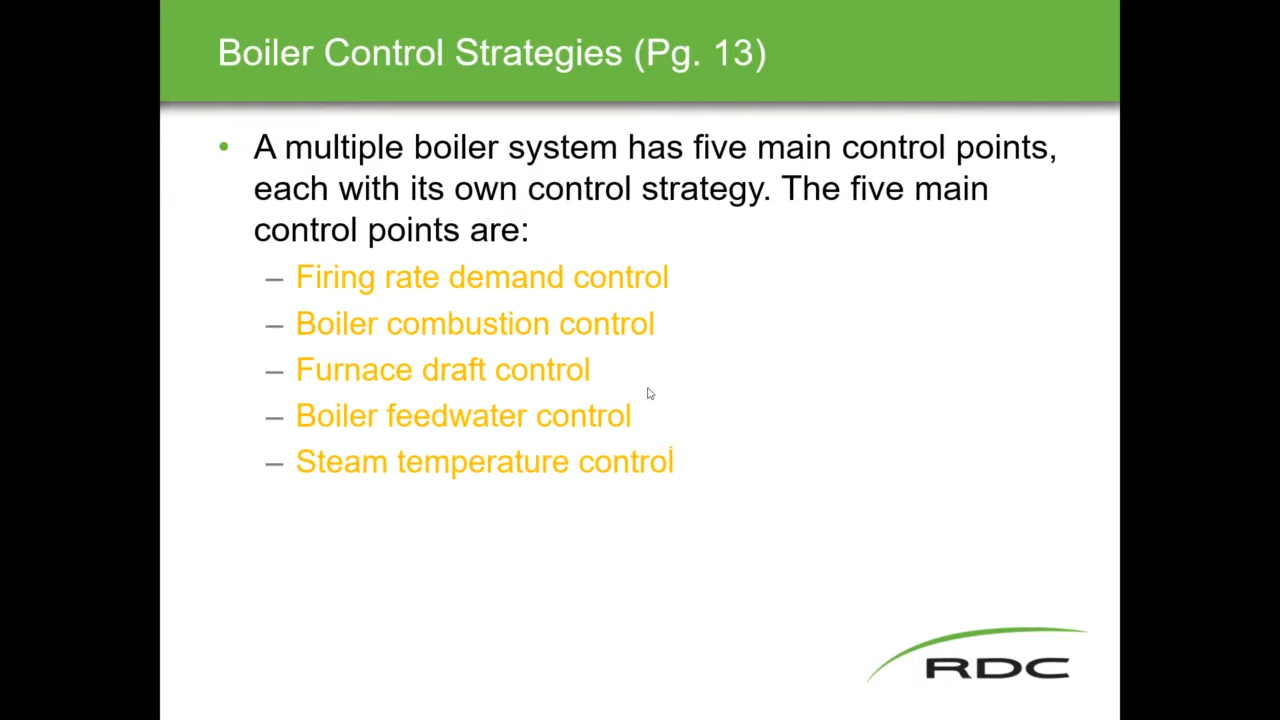 Boiler Control Strategies (Pg. 13)
• A multiple boiler system has five main control points,
each with its own control strategy. The five main
control points are:
– Firing rate demand control
– Boiler combustion control
– Furnace draft control
– Boiler feedwater control
– Steam temperature control
RDC